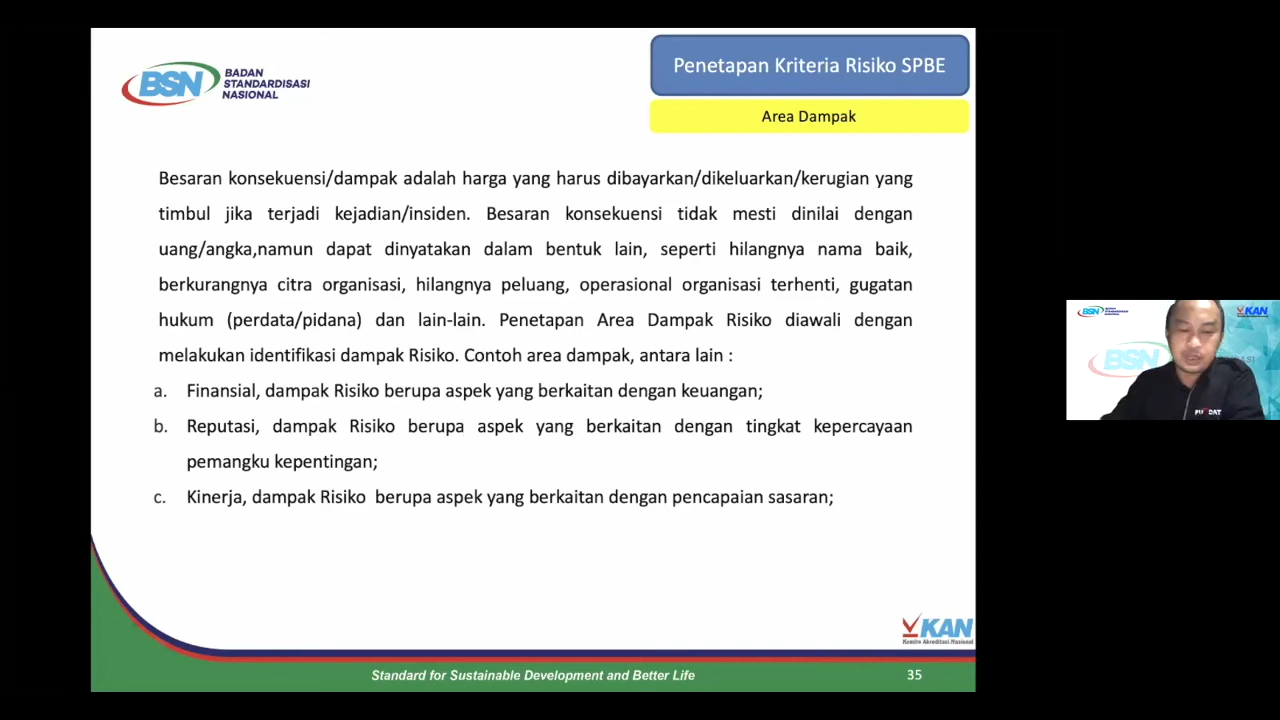 BSN
BADAN
STANDARDISASI
NASIONAL
Penetapan Kriteria Risiko SPBE
Area Dampak
Besaran konsekuensi/dampak adalah harga yang harus dibayarkan/dikeluarkan/kerugian yang
timbul jika terjadi kejadian/insiden. Besaran konsekuensi tidak mesti dinilai dengan
uang/angka,namun dapat dinyatakan dalam bentuk lain, seperti hilangnya nama baik,
berkurangnya citra organisasi, hilangnya peluang, operasional organisasi terhenti, gugatan
hukum (perdata/pidana) dan lain-lain. Penetapan Area Dampak Risiko diawali dengan
melakukan identifikasi dampak Risiko. Contoh area dampak, antara lain :
a. Finansial, dampak Risiko berupa aspek yang berkaitan dengan keuangan;
b. Reputasi, dampak Risiko berupa aspek yang berkaitan dengan tingkat kepercayaan
pemangku kepentingan;
c. Kinerja, dampak Risiko berupa aspek yang berkaitan dengan pencapaian sasaran;
KAN
Komite Akreditasi Nasional
Standard for Sustainable Development and Better Life
35
BSN
KAN
BSN